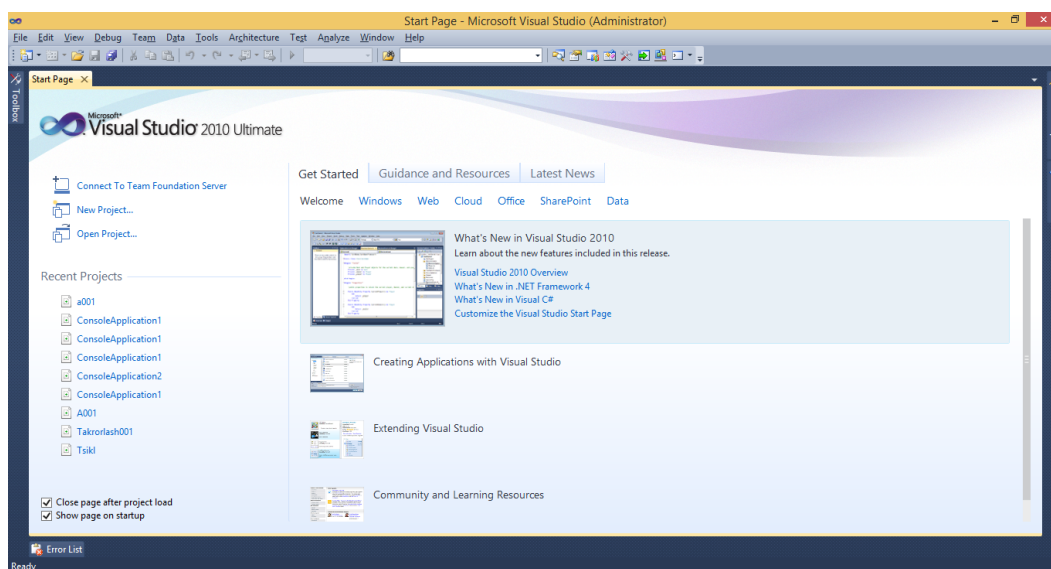 Start Page - Microsoft Visual Studio (Administrator)
File Edit View Debug Team Data Tools Architecture Test Analyze Window Help
Toolbox
Start Page
Microsoft®
Visual Studio 2010 Ultimate
Connect To Team Foundation Server
New Project...
Open Project...
Recent Projects
a001
ConsoleApplication1
ConsoleApplication1
ConsoleApplication1
ConsoleApplication2
ConsoleApplication1
A001
Takrorlash001
Tsikl
Close page after project load
Show page on startup
Get Started Guidance and Resources Latest News
Welcome Windows Web Cloud Office SharePoint Data
What's New in Visual Studio 2010
Learn about the new features included in this release.
Visual Studio 2010 Overview
What's New in .NET Framework 4
What's New in Visual C#
Customize the Visual Studio Start Page
Creating Applications with Visual Studio
Extending Visual Studio
Community and Learning Resources
Error List
Ready